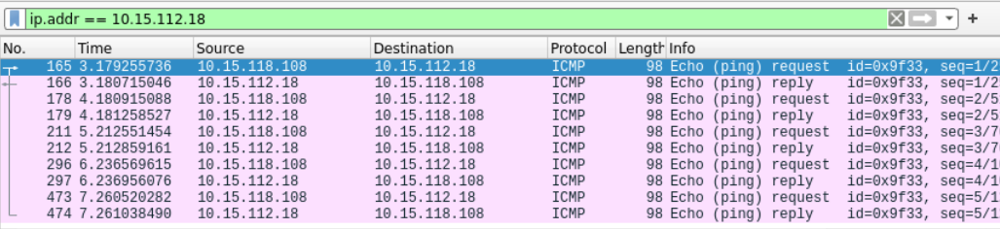 ip.addr == 10.15.112.18
No. Time Source Destination Protocol Length Info
165 3.179255736 10.15.118.108 10.15.112.18 ICMP 98 Echo (ping) request id=0x9f33, seq=1/2
166 3.180715046 10.15.112.18 10.15.118.108 ICMP 98 Echo (ping) reply id=0x9f33, seq=1/2
178 4.180915088 10.15.118.108 10.15.112.18 ICMP 98 Echo (ping) request id=0x9f33, seq=2/5
179 4.181258527 10.15.112.18 10.15.118.108 ICMP 98 Echo (ping) reply id=0x9f33, seq=2/5
211 5.212551454 10.15.118.108 10.15.112.18 ICMP 98 Echo (ping) request id=0x9f33, seq=3/7
212 5.212859161 10.15.112.18 10.15.118.108 ICMP 98 Echo (ping) reply id=0x9f33, seq=3/7
296 6.236569615 10.15.118.108 10.15.112.18 ICMP 98 Echo (ping) request id=0x9f33, seq=4/1
297 6.236956076 10.15.112.18 10.15.118.108 ICMP 98 Echo (ping) reply id=0x9f33, seq=4/1
473 7.260520282 10.15.118.108 10.15.112.18 ICMP 98 Echo (ping) request id=0x9f33, seq=5/1
474 7.261038490 10.15.112.18 10.15.118.108 ICMP 98 Echo (ping) reply id=0x9f33, seq=5/1